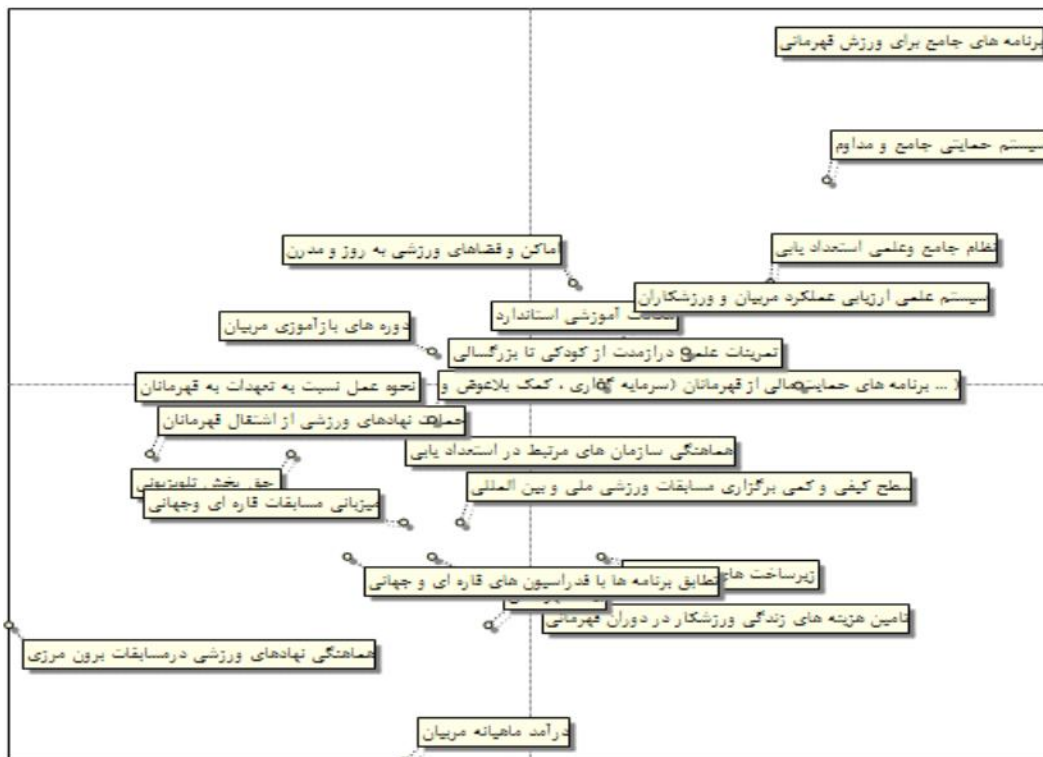 برنامه های جامع برای ورزش قهرمانی
سیستم حمایتی جامع و مداوم
نظام جامع وعلمی استعداد یابی
اماکن و فضاهای ورزشی به روز و مدرن
سیستم علمی ارزیابی عملکرد مربیان و ورزشکاران
آموزشی استاندارد
دوره های بازآموزی مربیان
تمرینات علمی درازمدت از کودکی تا بزرگسالی
( ... برنامه های حمایت مالی از قهرمانان (سرمایه گذاری ، کمک بلاعوض و
نحوه عمل نسبت به تعهدات به قهرمانان
حمایت نهادهای ورزشی از اشتغال قهرمانان
هماهنگی سازمان های مرتبط در استعداد یابی
حق پخش تلویزیونی
سطح کیفی و کمی برگزاری مسابقات ورزشی ملی و بین المللی
میزبانی مسابقات قاره ای وجهانی
زیرساخت های
تطابق برنامه ها با فدراسیون های قاره ای و جهانی
تامین هزینه های زندگی ورزشکار در دوران قهرمانی
هماهنگی نهادهای ورزشی درمسابقات برون مرزی
درآمد ماهیانه مربیان